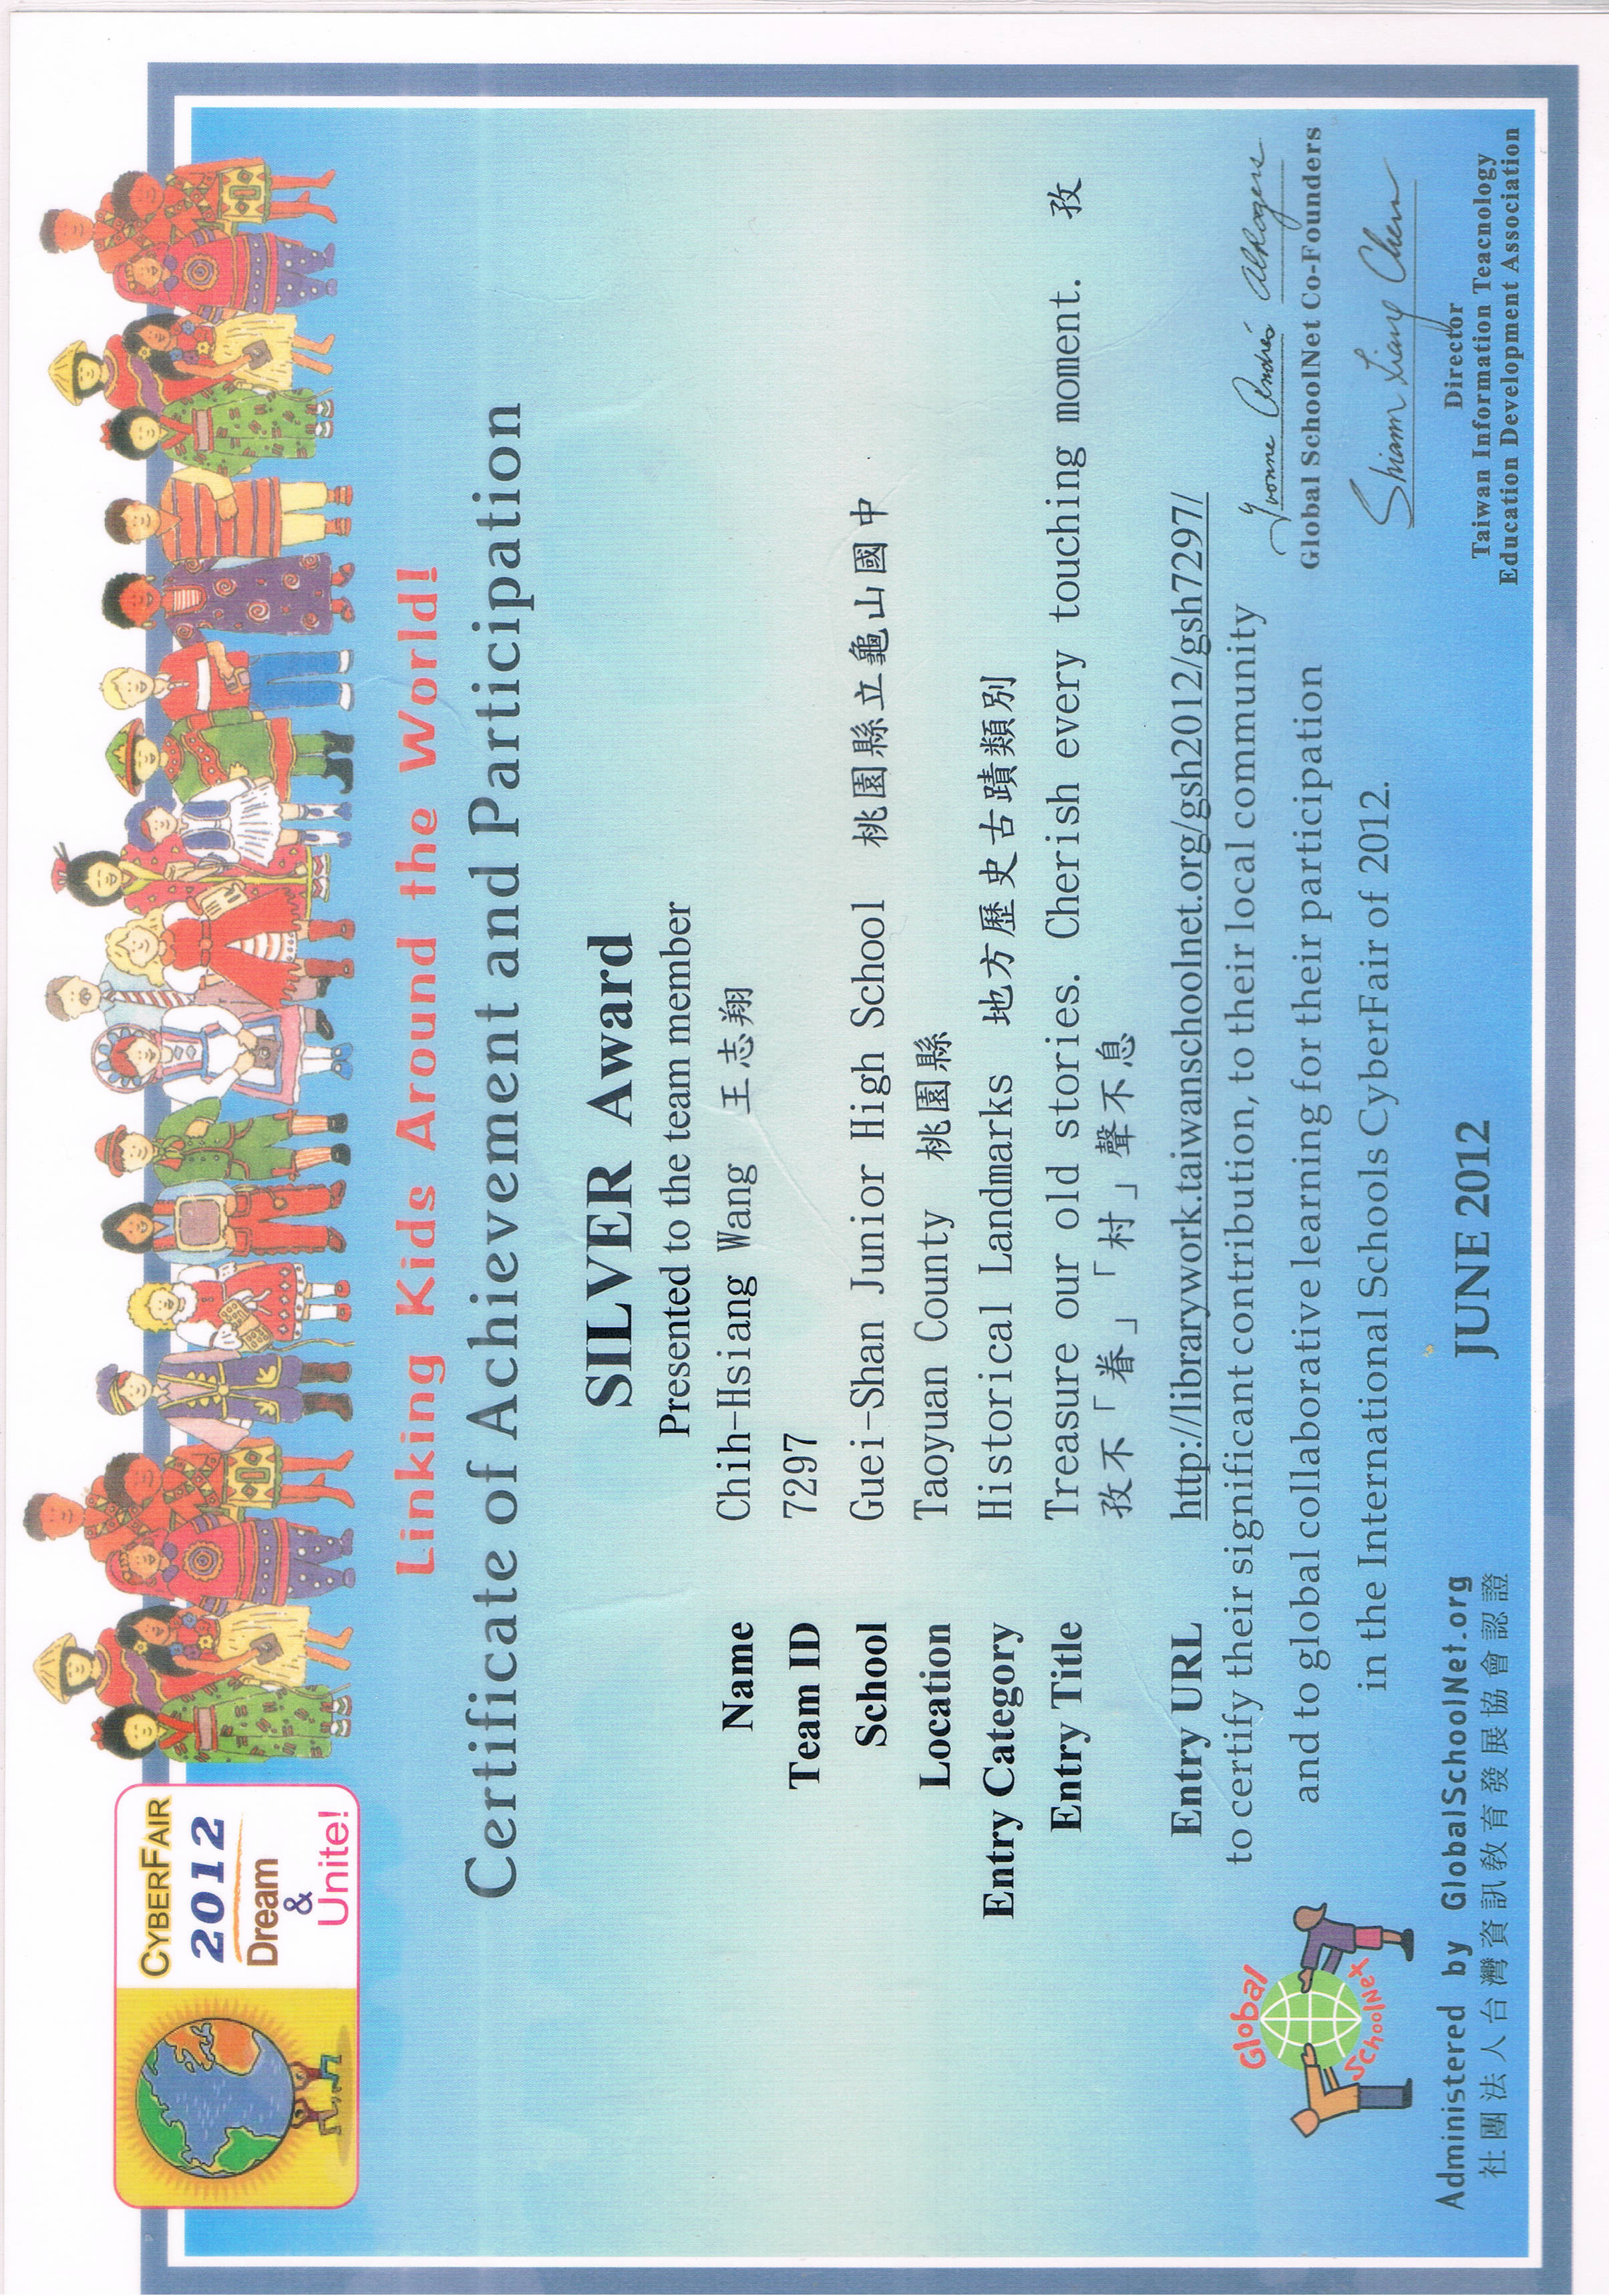 CYBERFAIR
2012
Dream
&
Unite!
Linking Kids Around the World!
Certificate of Achievement and Participation
SILVER Award
Presented to the team member
Name Chih-Hsiang Wang 王志翔
Team ID 7297
School Guei-Shan Junior High School 桃園縣立龜山國中
Location Taoyuan County 桃園縣
Entry Category Historical Landmarks 地方歷史古蹟類別
Entry Title Treasure our old stories. Cherish every touching moment. 孜
孜不「眷」「村」聲不息
Entry URL http://librarywork.taiwanschoolnet.org/gsh2012/gsh7297/
to certify their significant contribution, to their local community
and to global collaborative learning for their participation
in the International Schools CyberFair of 2012.
Global
SchoolNet
Yvonne Andrés Al Rogers
Global SchoolNet Co-Founders
Shiann Liang Chen
JUNE 2012
Director
Taiwan Information Teacnology
Education Development Association
Administered by GlobalSchoolNet.org
社團法人台灣資訊教育發展協會認證